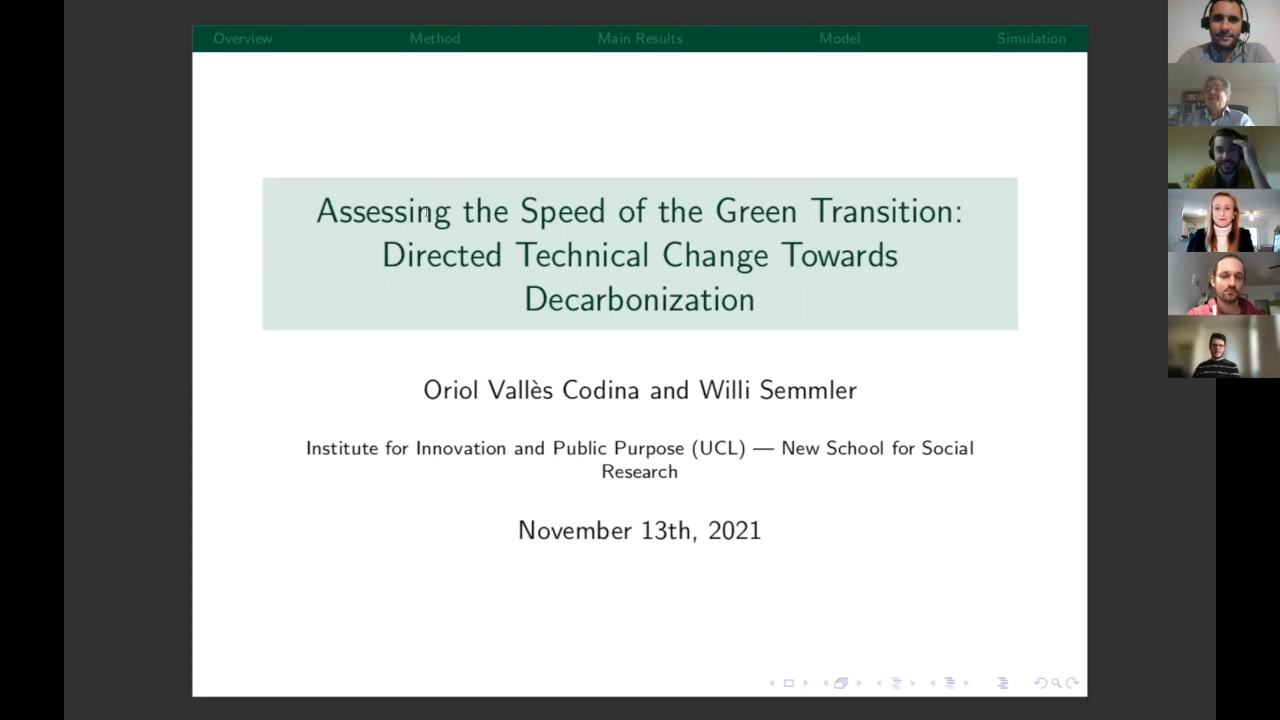 Overview Method Main Results Model Simulation
Assessing the Speed of the Green Transition:
Directed Technical Change Towards
Decarbonization
Oriol Vallès Codina and Willi Semmler
Institute for Innovation and Public Purpose (UCL) — New School for Social
Research
November 13th, 2021